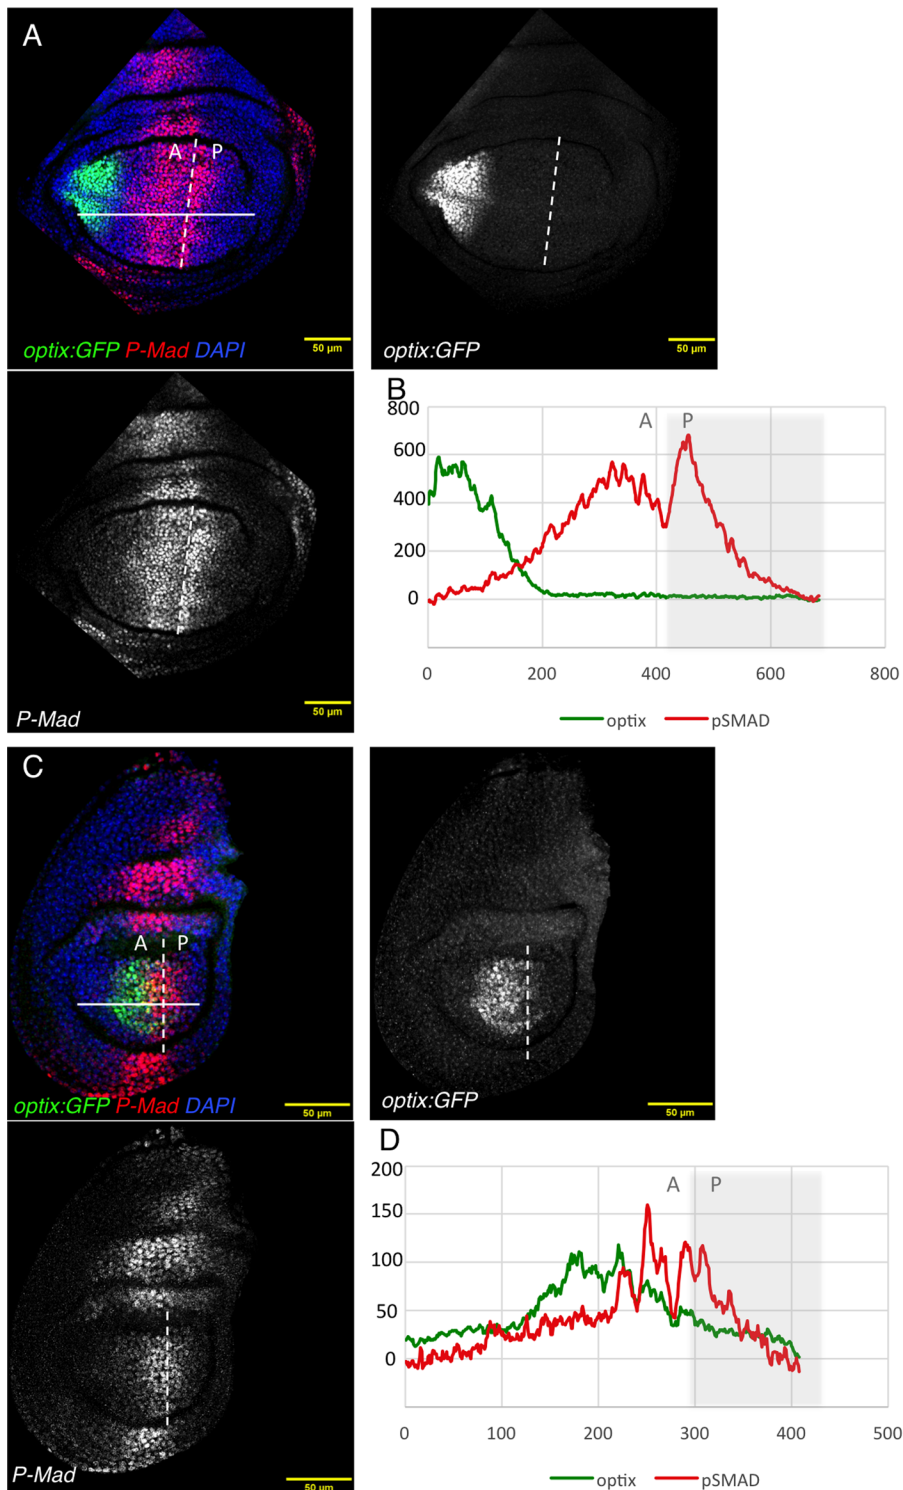 A
A P
optix:GFP P-Mad DAPI
50 µm
optix:GFP
50 µm
P-Mad
50 µm
B
800
600
400
200
0
A P
0 200 400 600 800
optix pSMAD
C
A P
optix:GFP P-Mad DAPI
50 µm
optix:GFP
50 µm
P-Mad
50 µm
D
200
150
100
50
0
A P
0 100 200 300 400 500
optix pSMAD